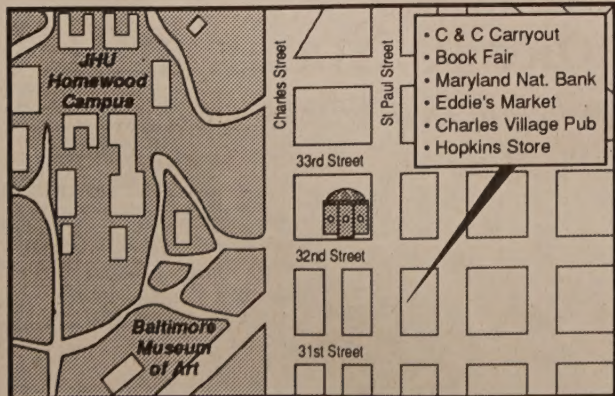 JHU
Homewood
Campus
Charles Street
St Paul Street
• C & C Carryout
• Book Fair
• Maryland Nat. Bank
• Eddie's Market
• Charles Village Pub
• Hopkins Store
33rd Street
32nd Street
Baltimore
Museum
of Art
31st Street